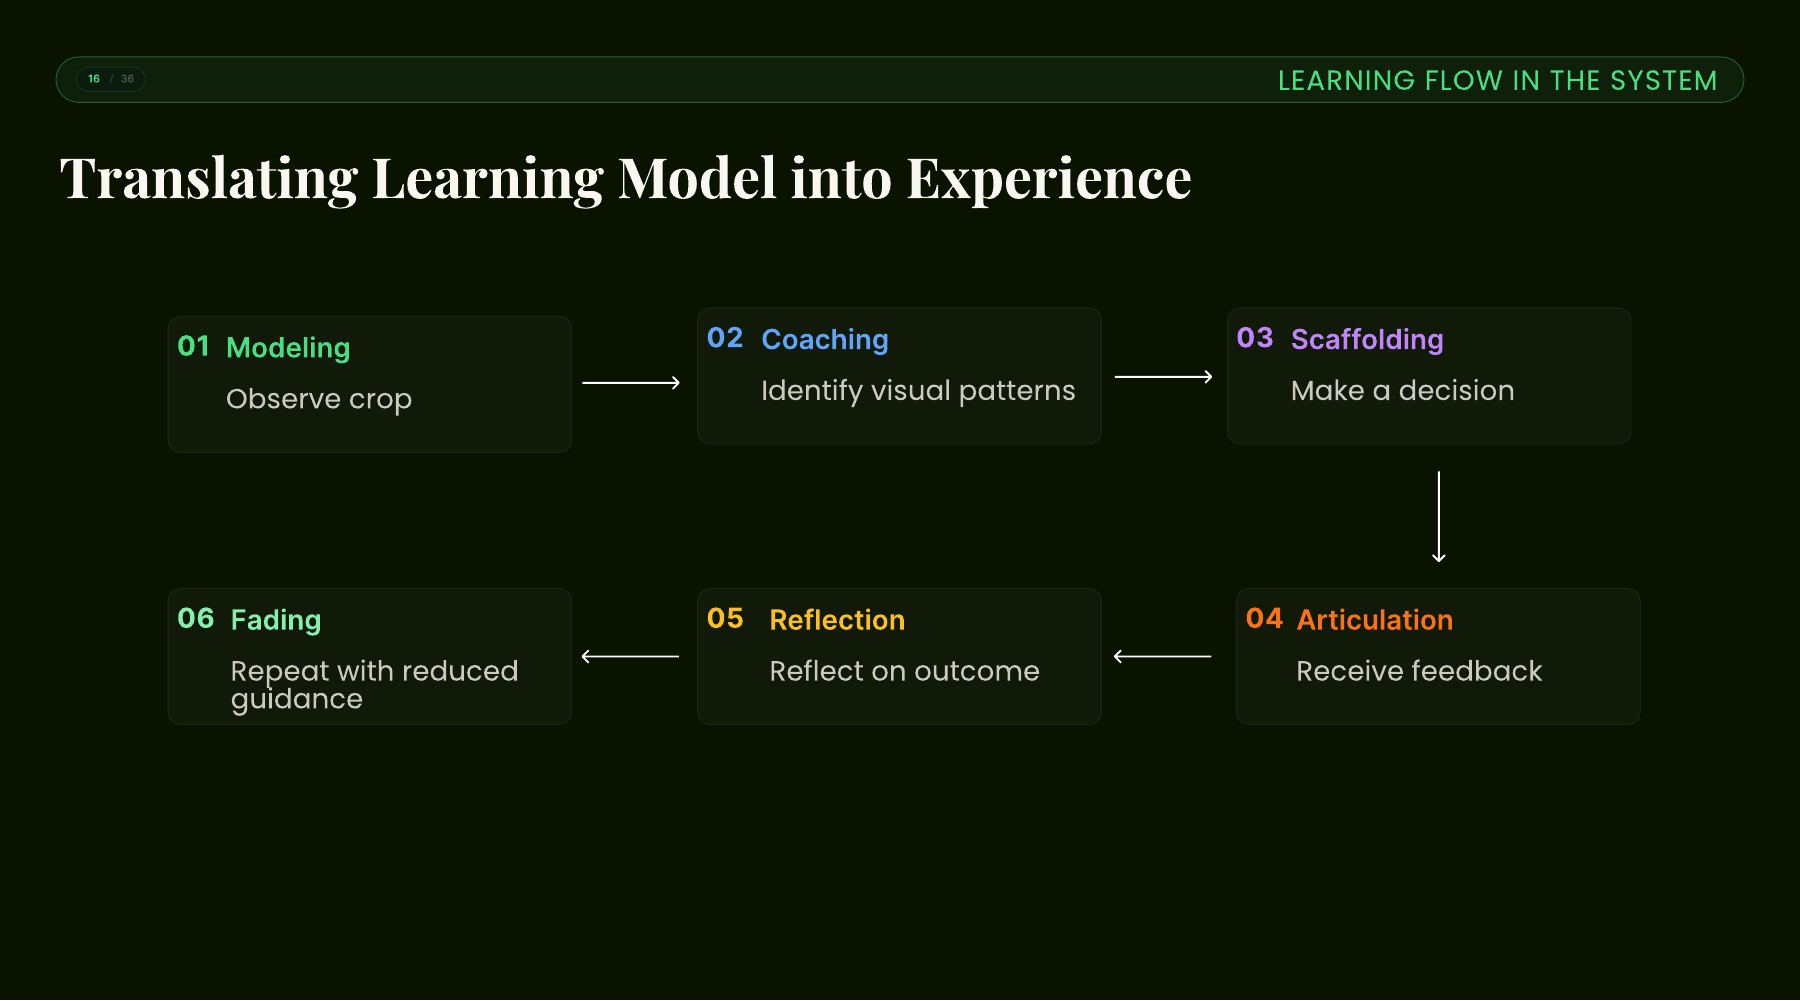 16 / 36
LEARNING FLOW IN THE SYSTEM
Translating Learning Model into Experience
01 Modeling
Observe crop
02 Coaching
Identify visual patterns
03 Scaffolding
Make a decision
04 Articulation
Receive feedback
05 Reflection
Reflect on outcome
06 Fading
Repeat with reduced
guidance